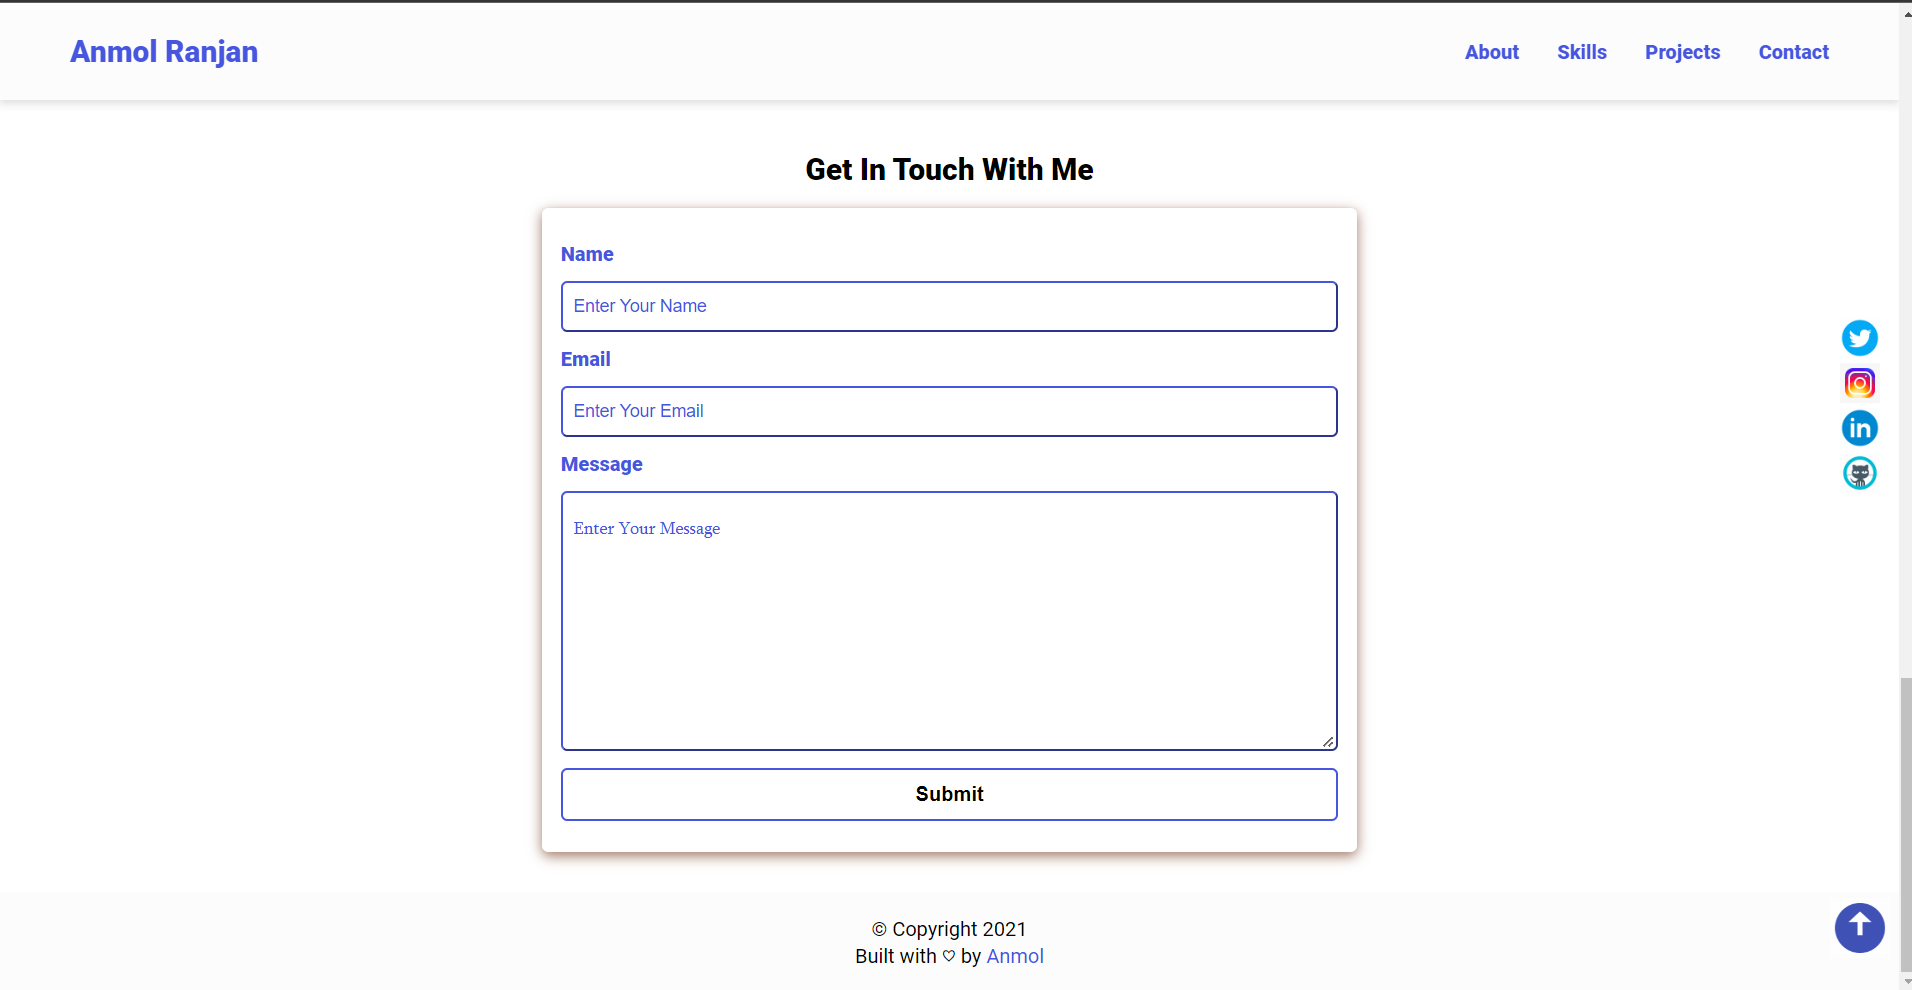 Anmol Ranjan
About Skills Projects Contact
Get In Touch With Me
Name
Enter Your Name
Email
Enter Your Email
Message
Enter Your Message
Submit
in
© Copyright 2021
Built with ♡ by Anmol